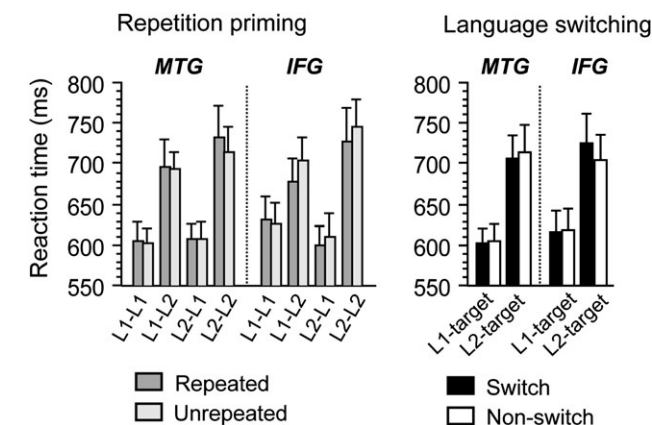 Repetition priming
Language switching
MTG IFG
MTG IFG
Reaction time (ms)
800
750
700
650
600
550
800
750
700
650
600
550
L1-L1 L1-L2 L2-L1 L2-L2 L1-L1 L1-L2 L2-L1 L2-L2
L1-target L2-target L1-target L2-target
Repeated
Unrepeated
Switch
Non-switch